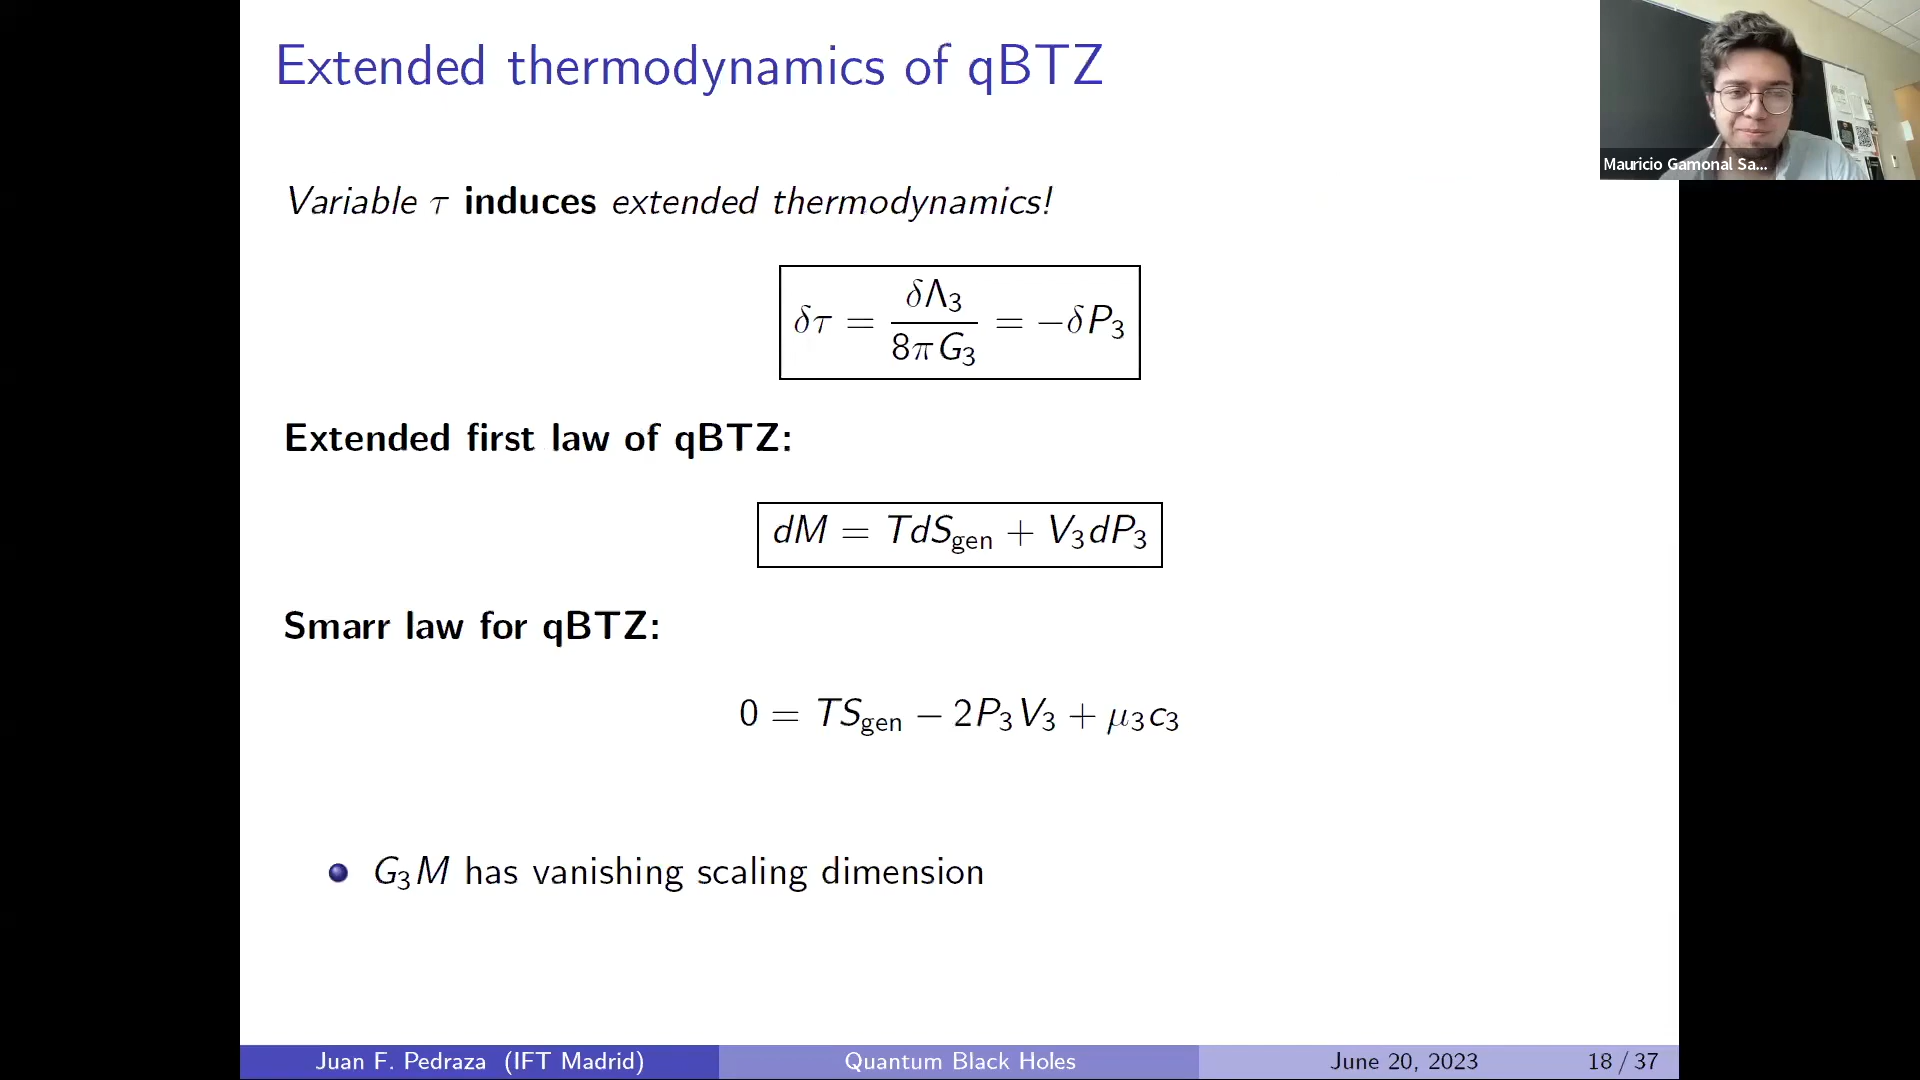 Extended thermodynamics of qBTZ
Mauricio Gamonal Sa...
Variable τ induces extended thermodynamics!
δτ = δΛ₃ / 8πG₃ = −δP₃
Extended first law of qBTZ:
dM = TdS_gen + V₃dP₃
Smarr law for qBTZ:
0 = TS_gen − 2P₃V₃ + μ₃c₃
G₃M has vanishing scaling dimension
Juan F. Pedraza (IFT Madrid) Quantum Black Holes June 20, 2023 18 / 37